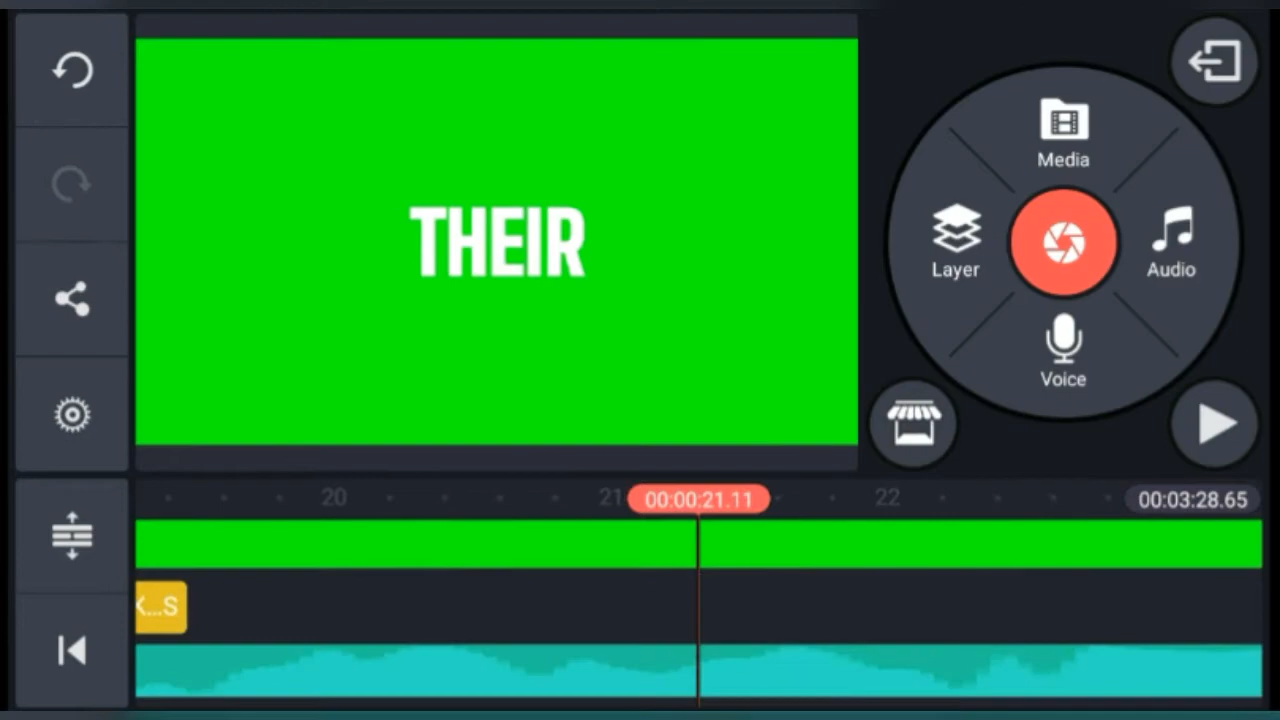 THEIR
Media
Layer
Audio
Voice
20
21
00:00:21.11
22
00:03:28.65
K...S